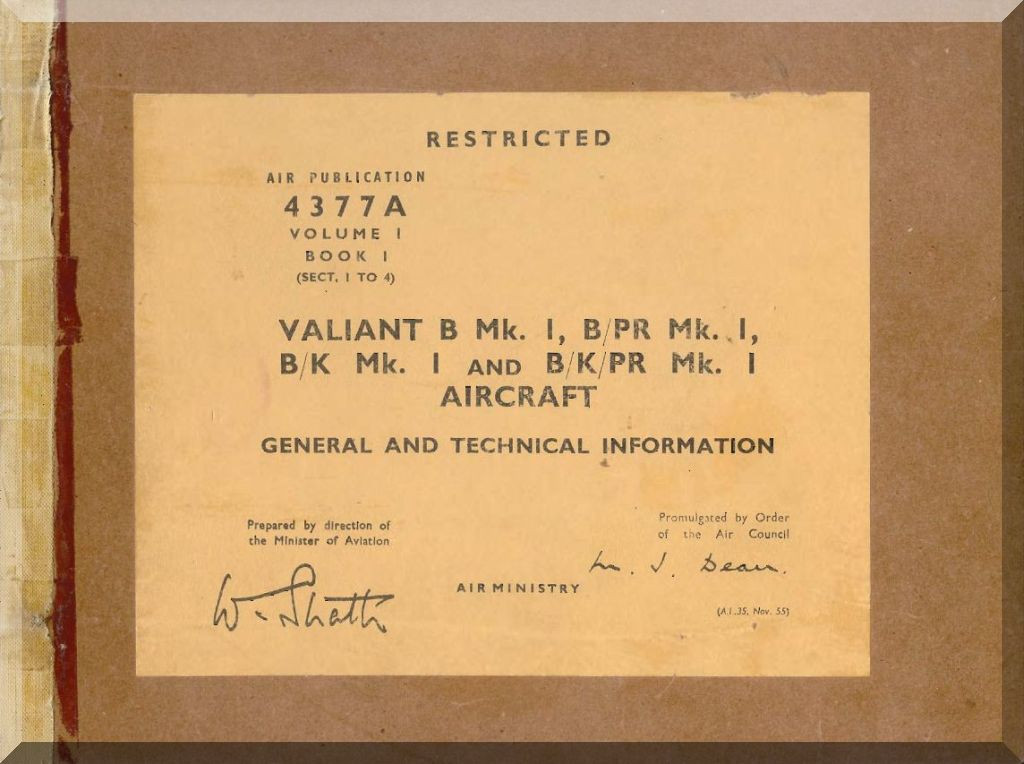 RESTRICTED
AIR PUBLICATION
4377A
VOLUME I
BOOK I
(SECT. I TO 4)
VALIANT B Mk. I, B/PR Mk. I,
B/K Mk. I AND B/K/PR Mk. I
AIRCRAFT
GENERAL AND TECHNICAL INFORMATION
Prepared by direction of
the Minister of Aviation
Promulgated by Order
of the Air Council
M. J. Dean.
AIR MINISTRY
(A.L.35, Nov. 55)